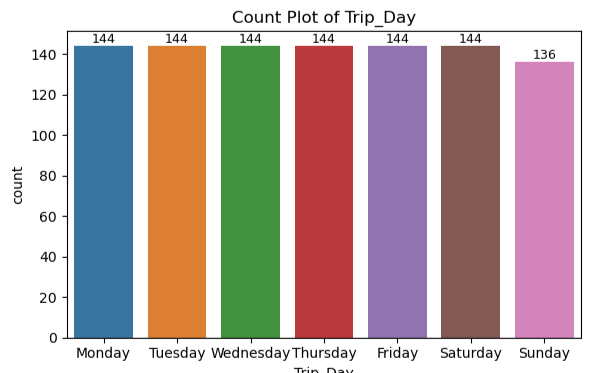 Count Plot of Trip_Day
144 144 144 144 144 144 136
140
120
100
80
60
40
20
0
count
Monday Tuesday Wednesday Thursday Friday Saturday Sunday
Trip_Day